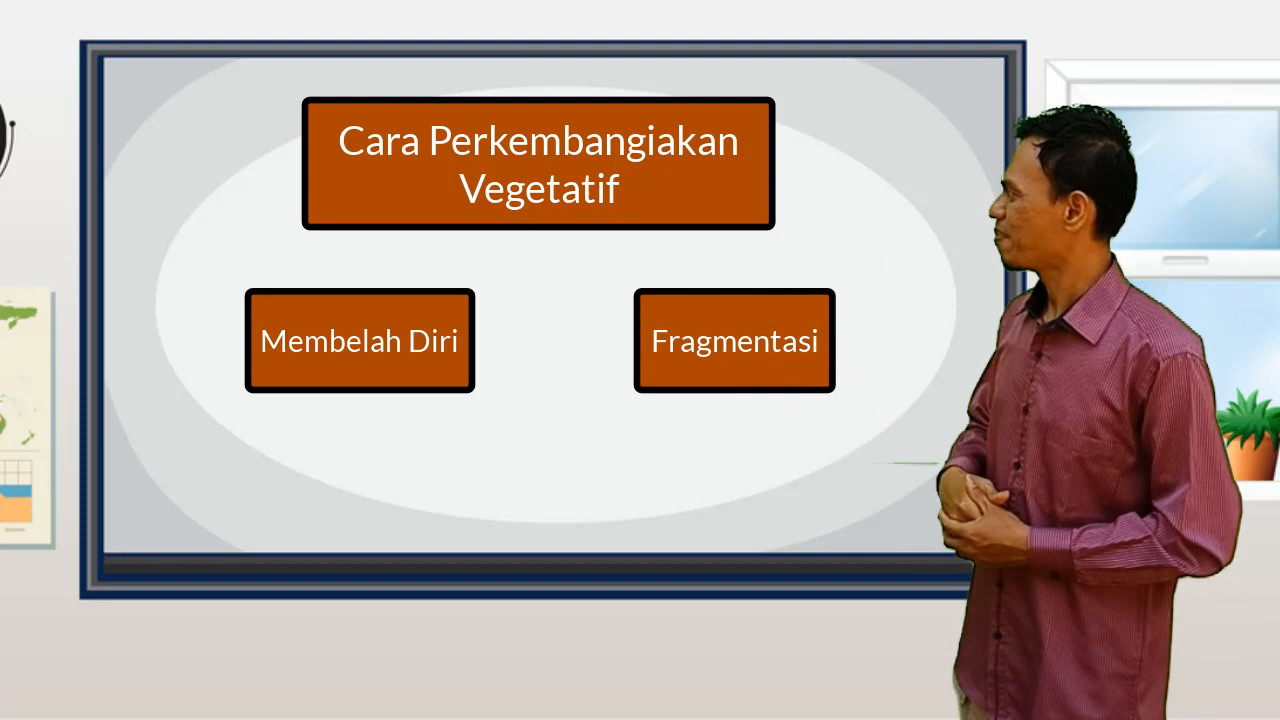 Cara Perkembangiakan
Vegetatif
Membelah Diri
Fragmentasi